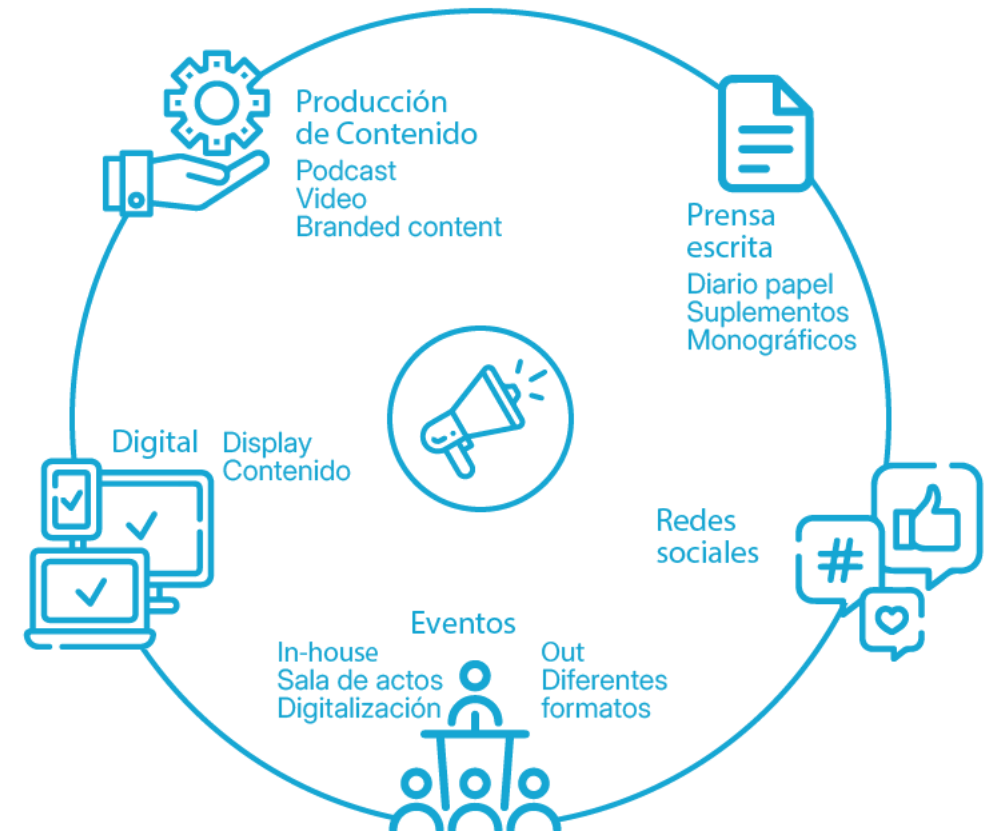 Producción
de Contenido
Podcast
Video
Branded content
Prensa
escrita
Diario papel
Suplementos
Monográficos
Digital
Display
Contenido
Redes
sociales
#
Eventos
In-house
Sala de actos
Digitalización
Out
Diferentes
formatos